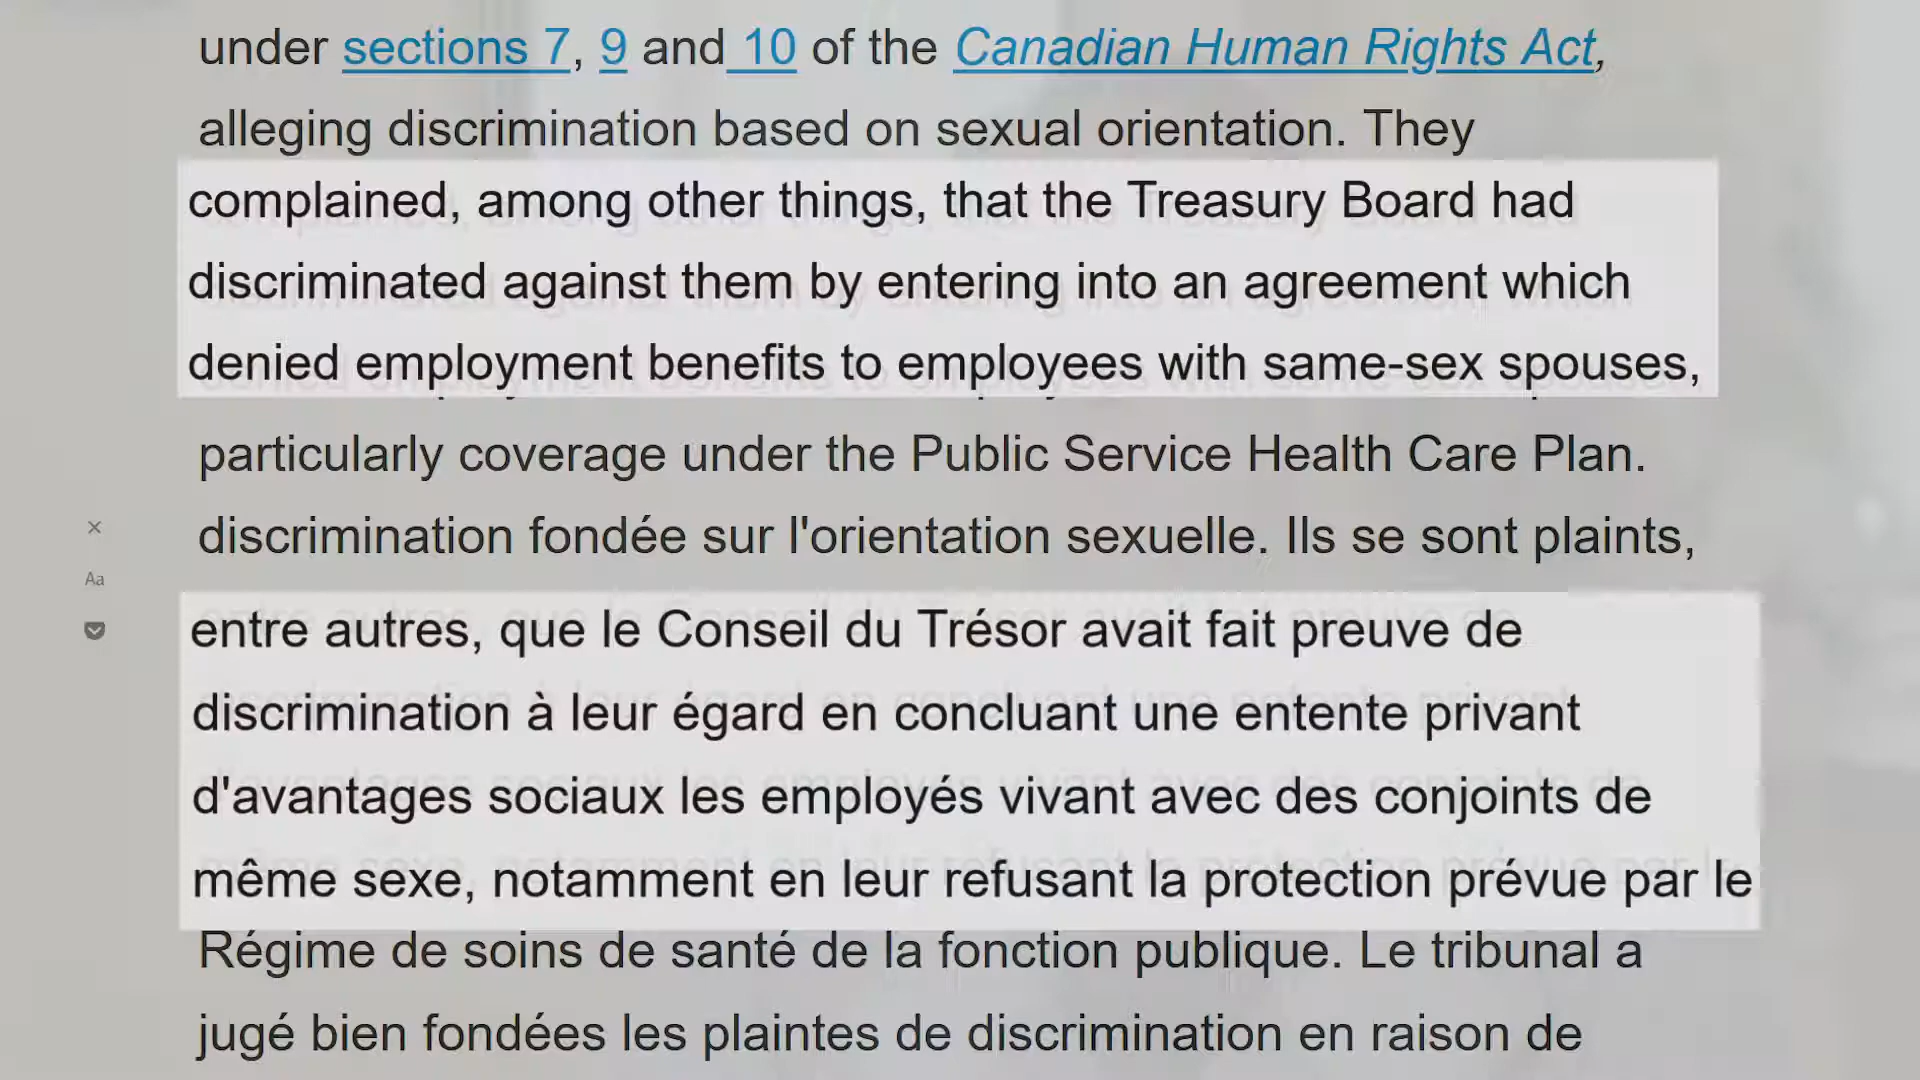 under sections 7, 9 and 10 of the Canadian Human Rights Act,
alleging discrimination based on sexual orientation. They
complained, among other things, that the Treasury Board had
discriminated against them by entering into an agreement which
denied employment benefits to employees with same-sex spouses,
particularly coverage under the Public Service Health Care Plan.
discrimination fondée sur l'orientation sexuelle. Ils se sont plaints,
Aa
entre autres, que le Conseil du Trésor avait fait preuve de
discrimination à leur égard en concluant une entente privant
d'avantages sociaux les employés vivant avec des conjoints de
même sexe, notamment en leur refusant la protection prévue par le
Régime de soins de santé de la fonction publique. Le tribunal a
jugé bien fondées les plaintes de discrimination en raison de